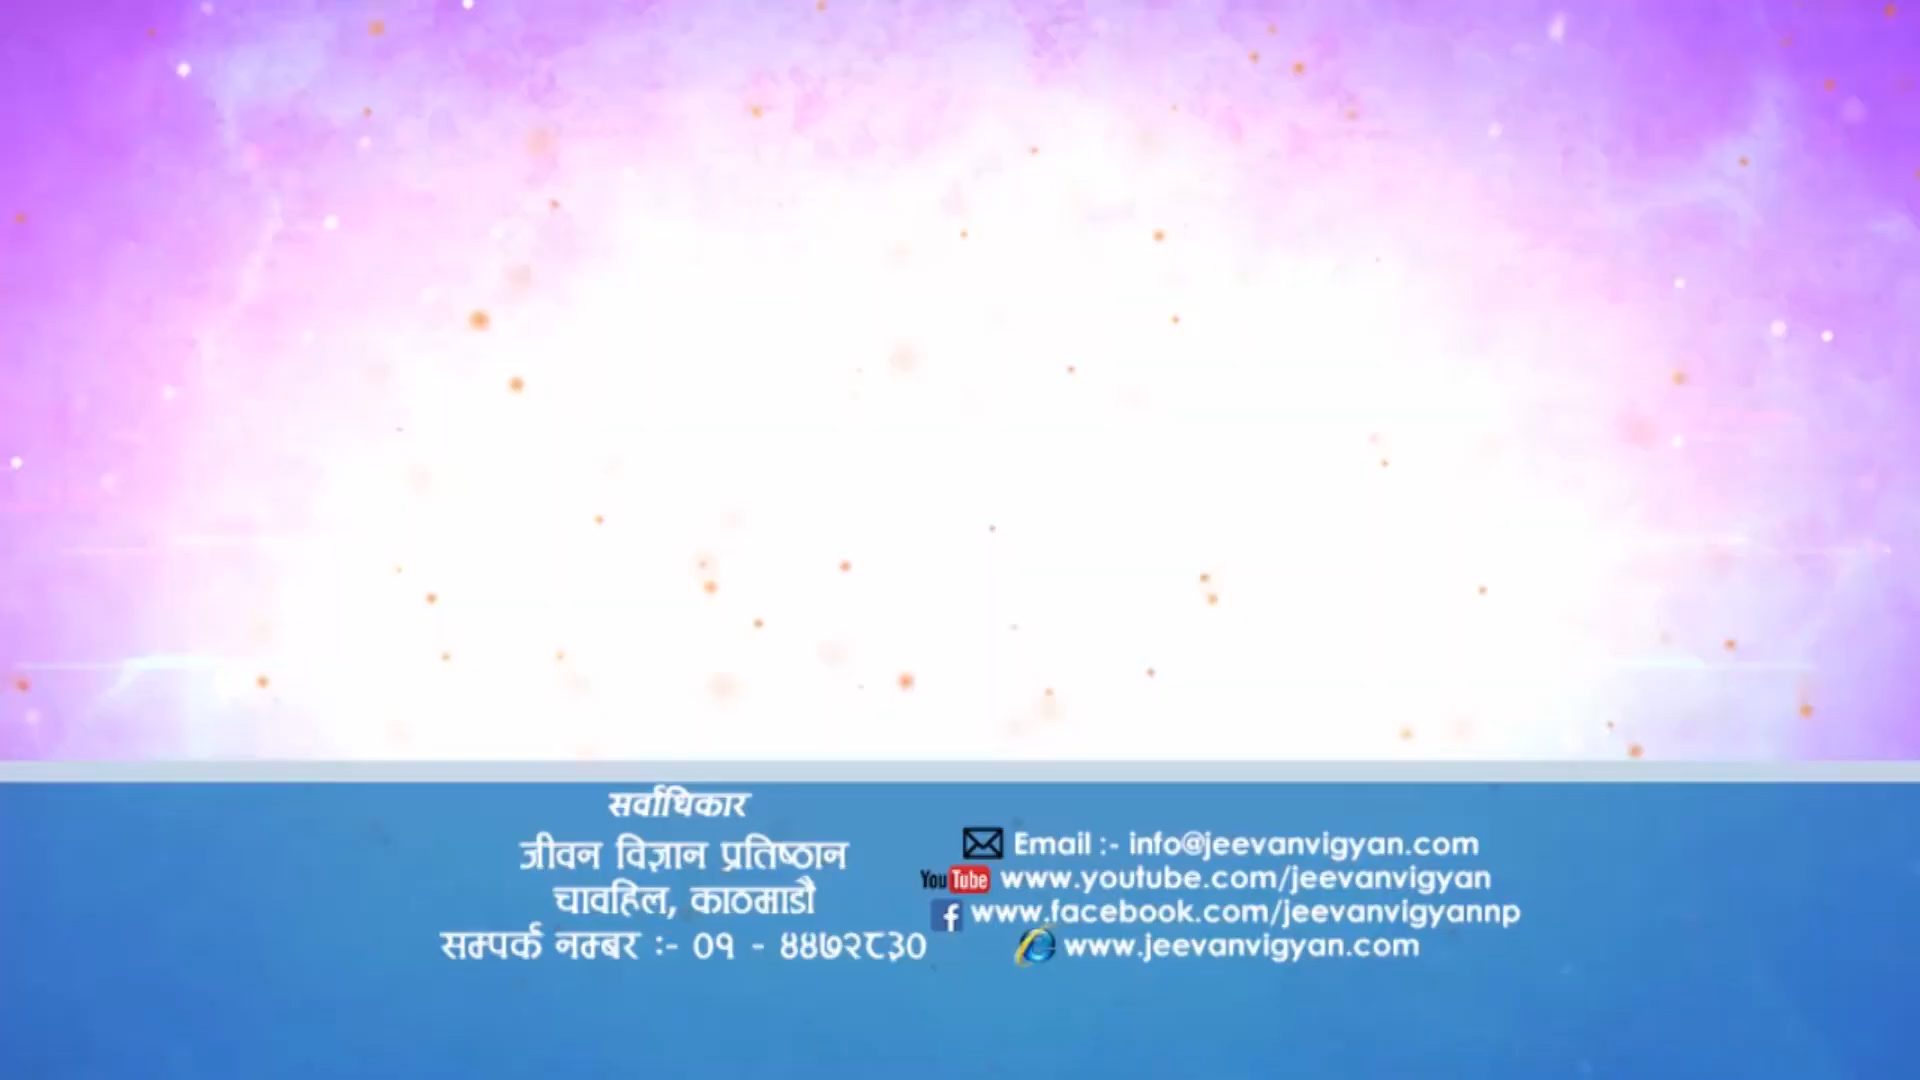 सर्वाधिकार
जीवन विज्ञान प्रतिष्ठान
चावहिल, काठमाडौ
सम्पर्क नम्बर :- ०१ - ४४७२८३०
Email :- info@jeevanvigyan.com
YouTube www.youtube.com/jeevanvigyan
f www.facebook.com/jeevanvigyannp
www.jeevanvigyan.com